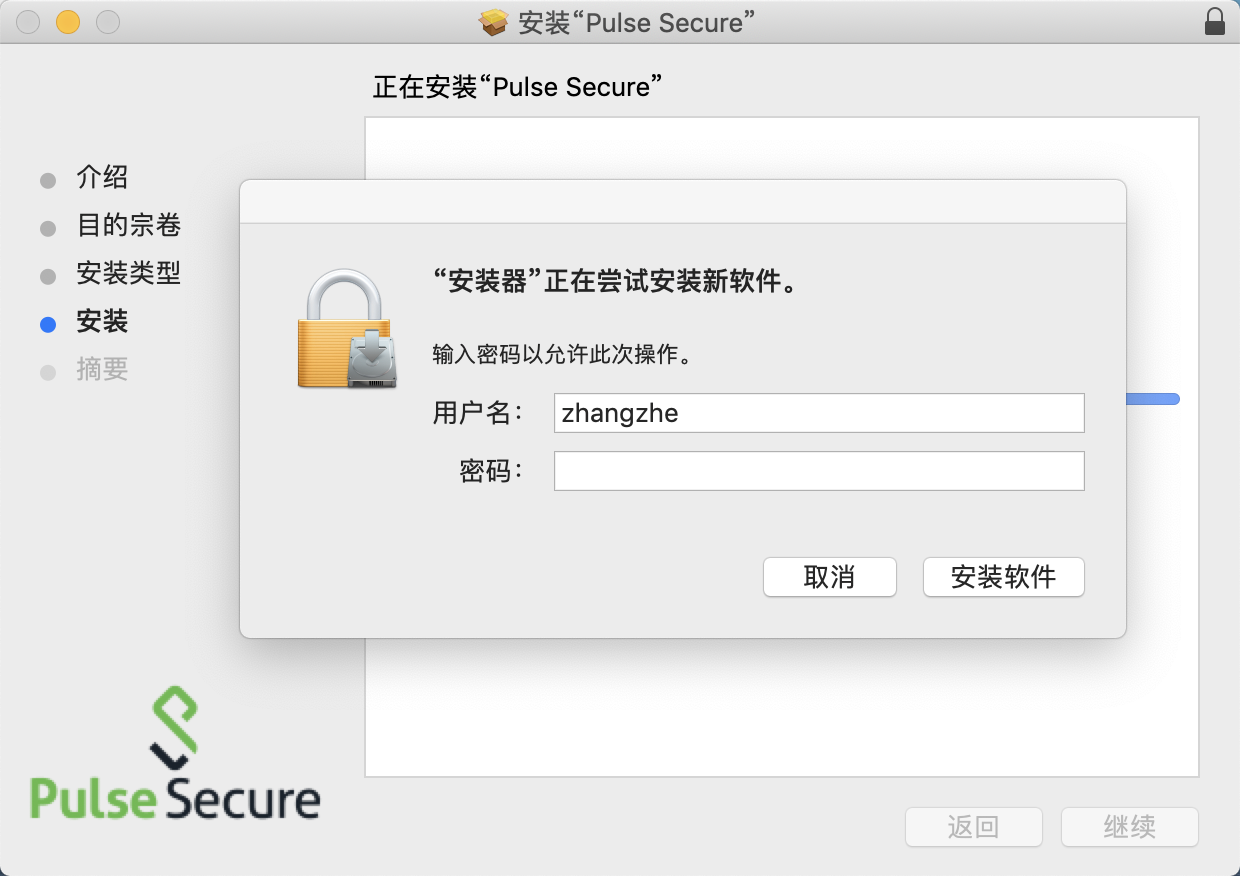 安装“Pulse Secure”
正在安装“Pulse Secure”
介绍
目的宗卷
安装类型
安装
摘要
“安装器”正在尝试安装新软件。
输入密码以允许此次操作。
用户名： zhangzhe
密码：
取消 安装软件
Pulse Secure
返回 继续